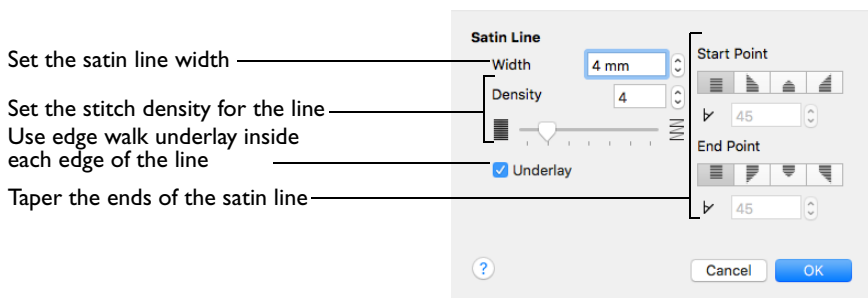 Set the satin line width
Set the stitch density for the line
Use edge walk underlay inside
each edge of the line
Taper the ends of the satin line
Satin Line
Width
4 mm
Density
4
Underlay
Start Point
45
End Point
45
?
Cancel
OK